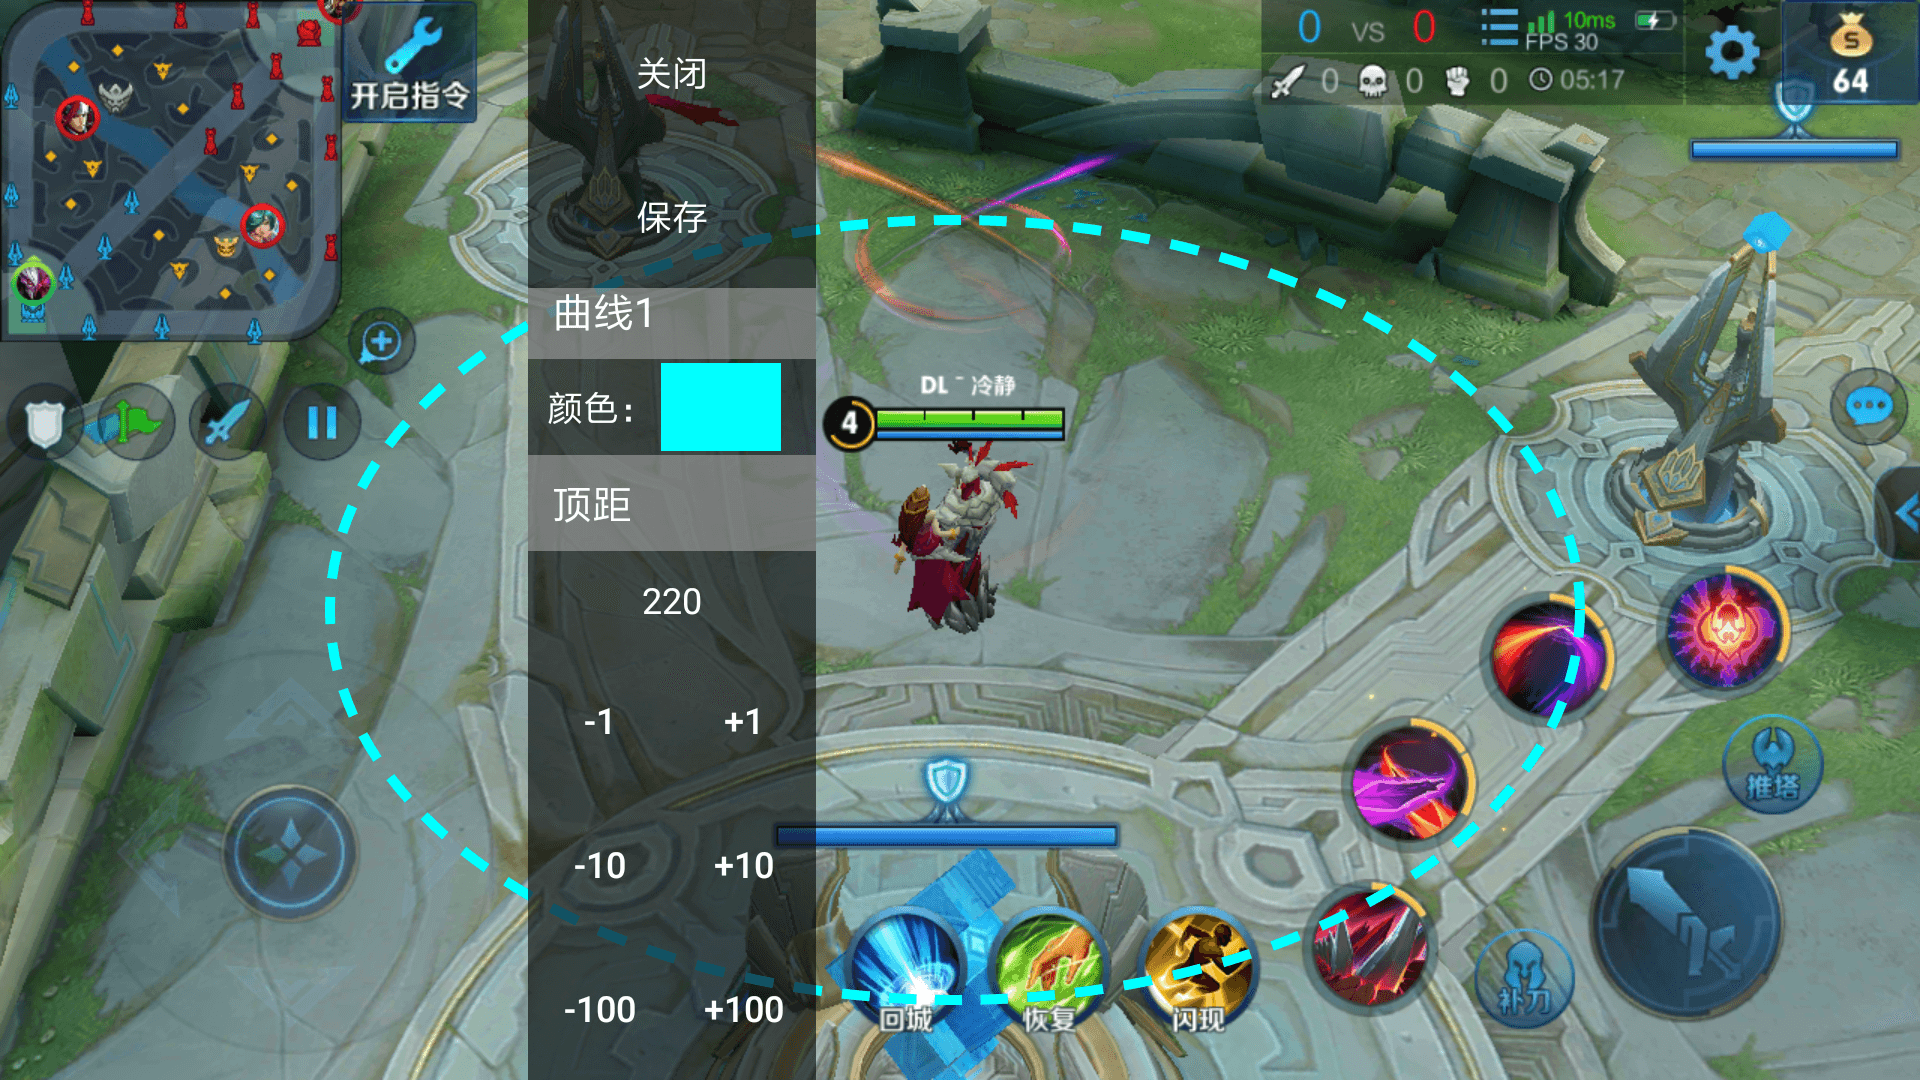 开启指令
关闭
保存
曲线1
颜色：
顶距
220
-1 +1
-10 +10
-100 +100
0 VS 0
10ms
FPS 30
0 0 0 05:17
64
DL ˉ 冷静
4
推塔
补刀
回城 恢复 闪现